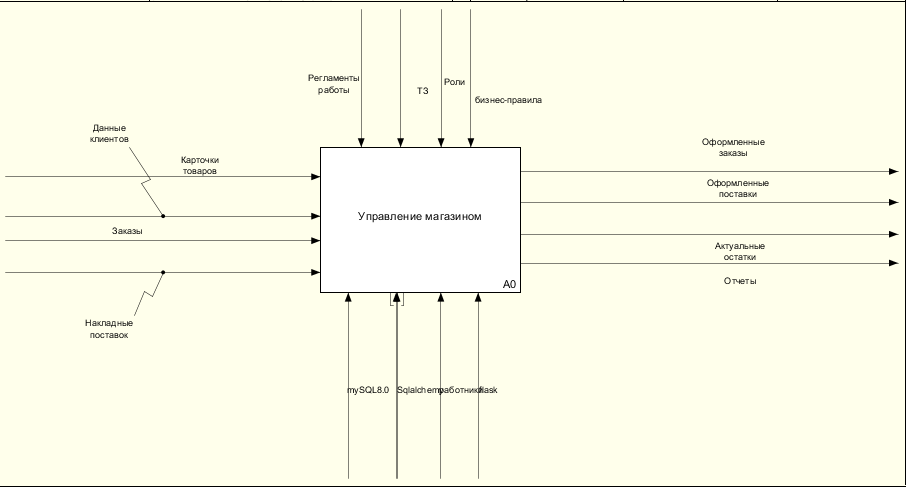 Регламенты
работы
ТЗ
Роли
бизнес-правила
Данные
клиентов
Карточки
товаров
Заказы
Накладные
поставок
Управление магазином
A0
Оформленные
заказы
Оформленные
поставки
Актуальные
остатки
Отчеты
mySQL8.0
Sqlalchemy
работники
flask